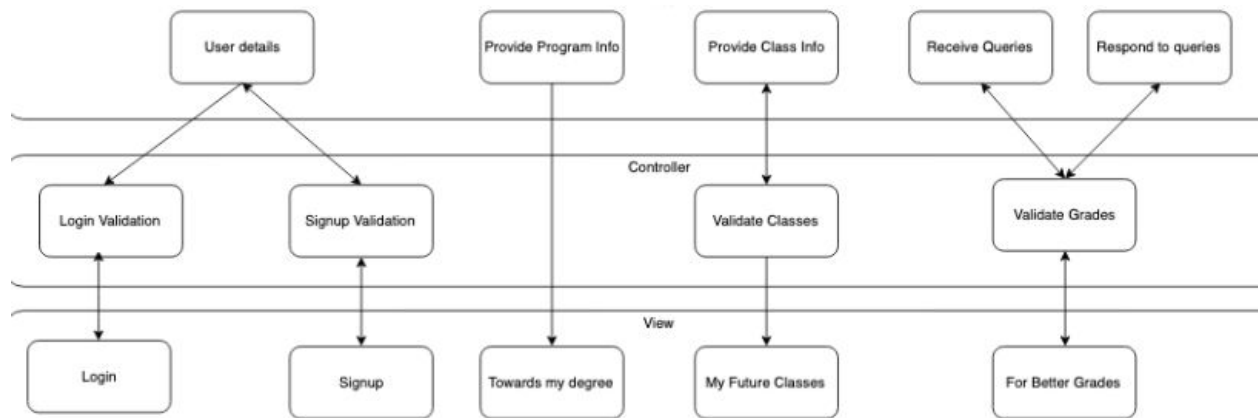 User details
Provide Program Info
Provide Class Info
Receive Queries
Respond to queries
Controller
Login Validation
Signup Validation
Validate Classes
Validate Grades
View
Login
Signup
Towards my degree
My Future Classes
For Better Grades